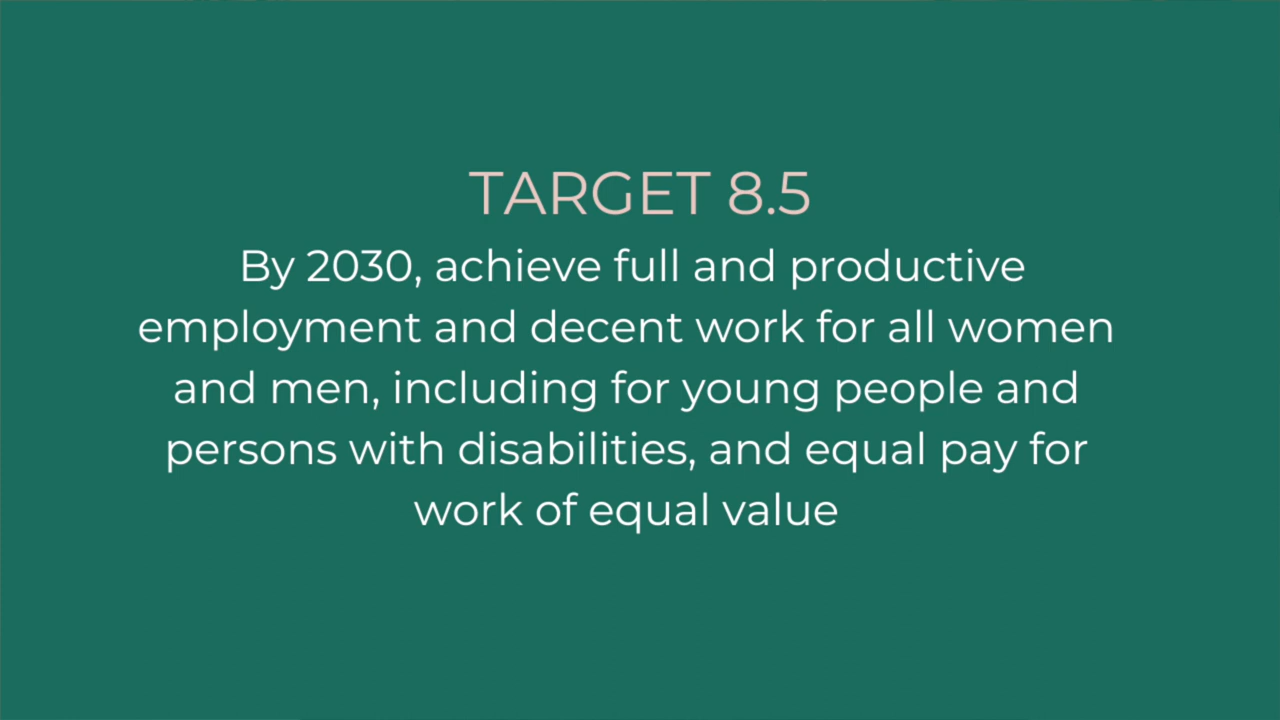 TARGET 8.5
By 2030, achieve full and productive
employment and decent work for all women
and men, including for young people and
persons with disabilities, and equal pay for
work of equal value